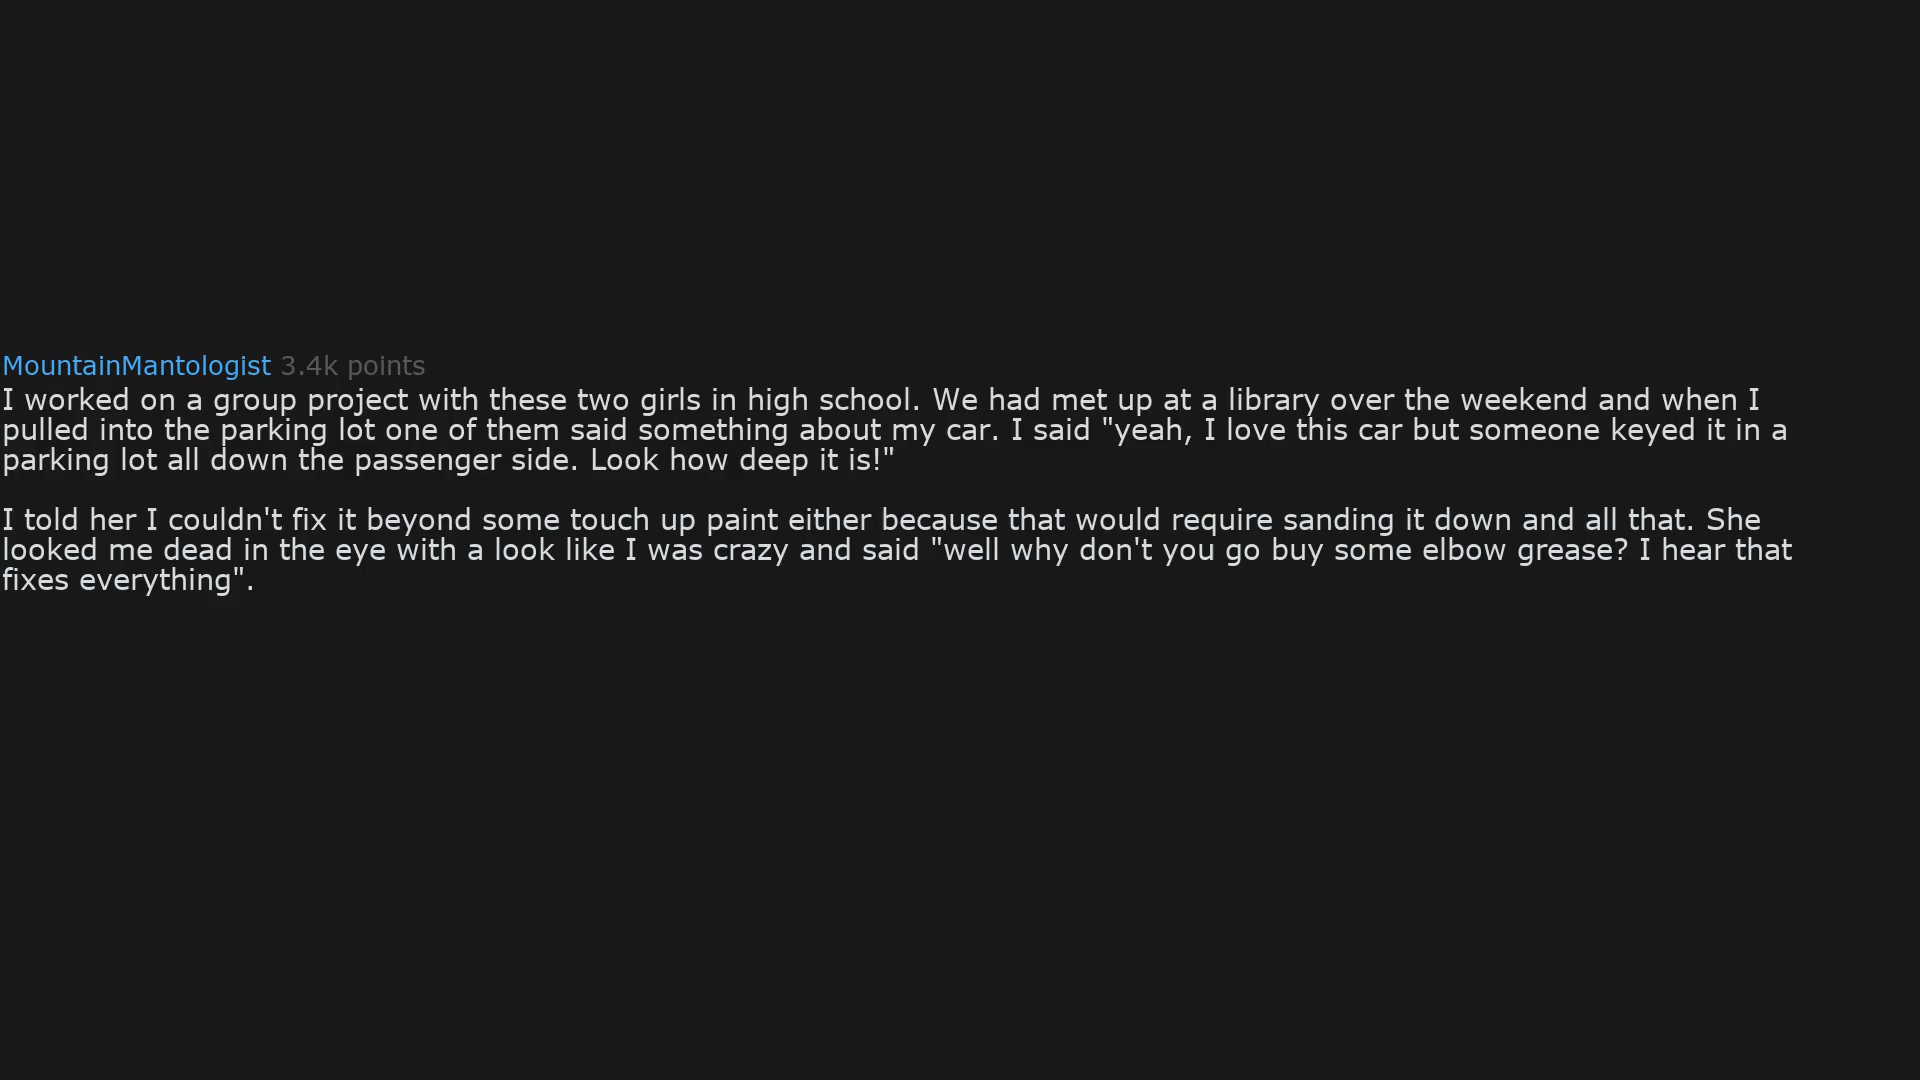 MountainMantologist 3.4k points
I worked on a group project with these two girls in high school. We had met up at a library over the weekend and when I
pulled into the parking lot one of them said something about my car. I said "yeah, I love this car but someone keyed it in a
parking lot all down the passenger side. Look how deep it is!"
I told her I couldn't fix it beyond some touch up paint either because that would require sanding it down and all that. She
looked me dead in the eye with a look like I was crazy and said "well why don't you go buy some elbow grease? I hear that
fixes everything".